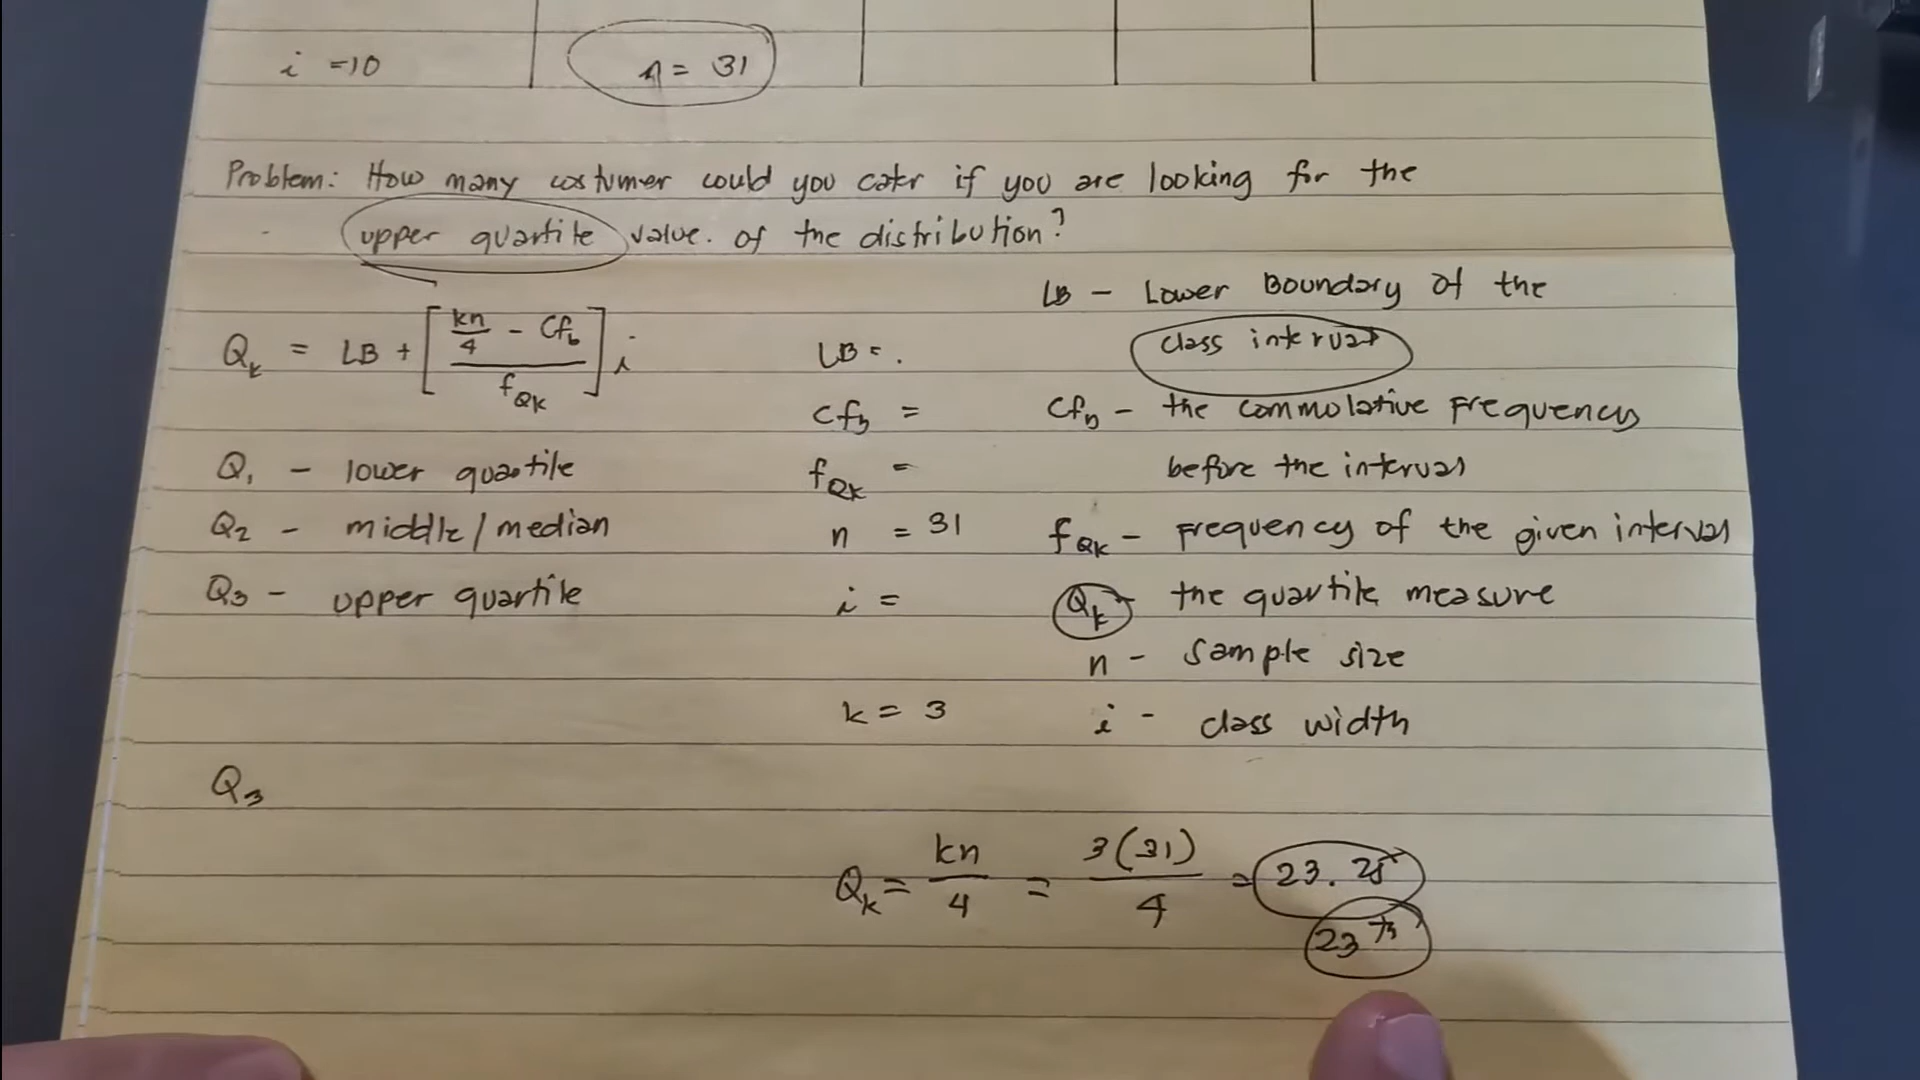 i = 10
n = 31
Problem: How many costumer could you catr if you are looking for the
upper quartile value. of the distribution?
Qk = LB + [ (kn/4 - Cfb) / fQk ] i
Q1 - lower quartile
Q2 - middle/median
Q3 - upper quartile
LB = .
Cfb =
fQk =
n = 31
i =
k = 3
LB - Lower Boundary of the
class interval
Cfb - the commolative frequency
before the interval
fQk - frequency of the given interval
Qk - the quartile measure
n - sample size
i - class width
Q3
Qk = kn/4 = 3(31)/4 = 23.25
23th